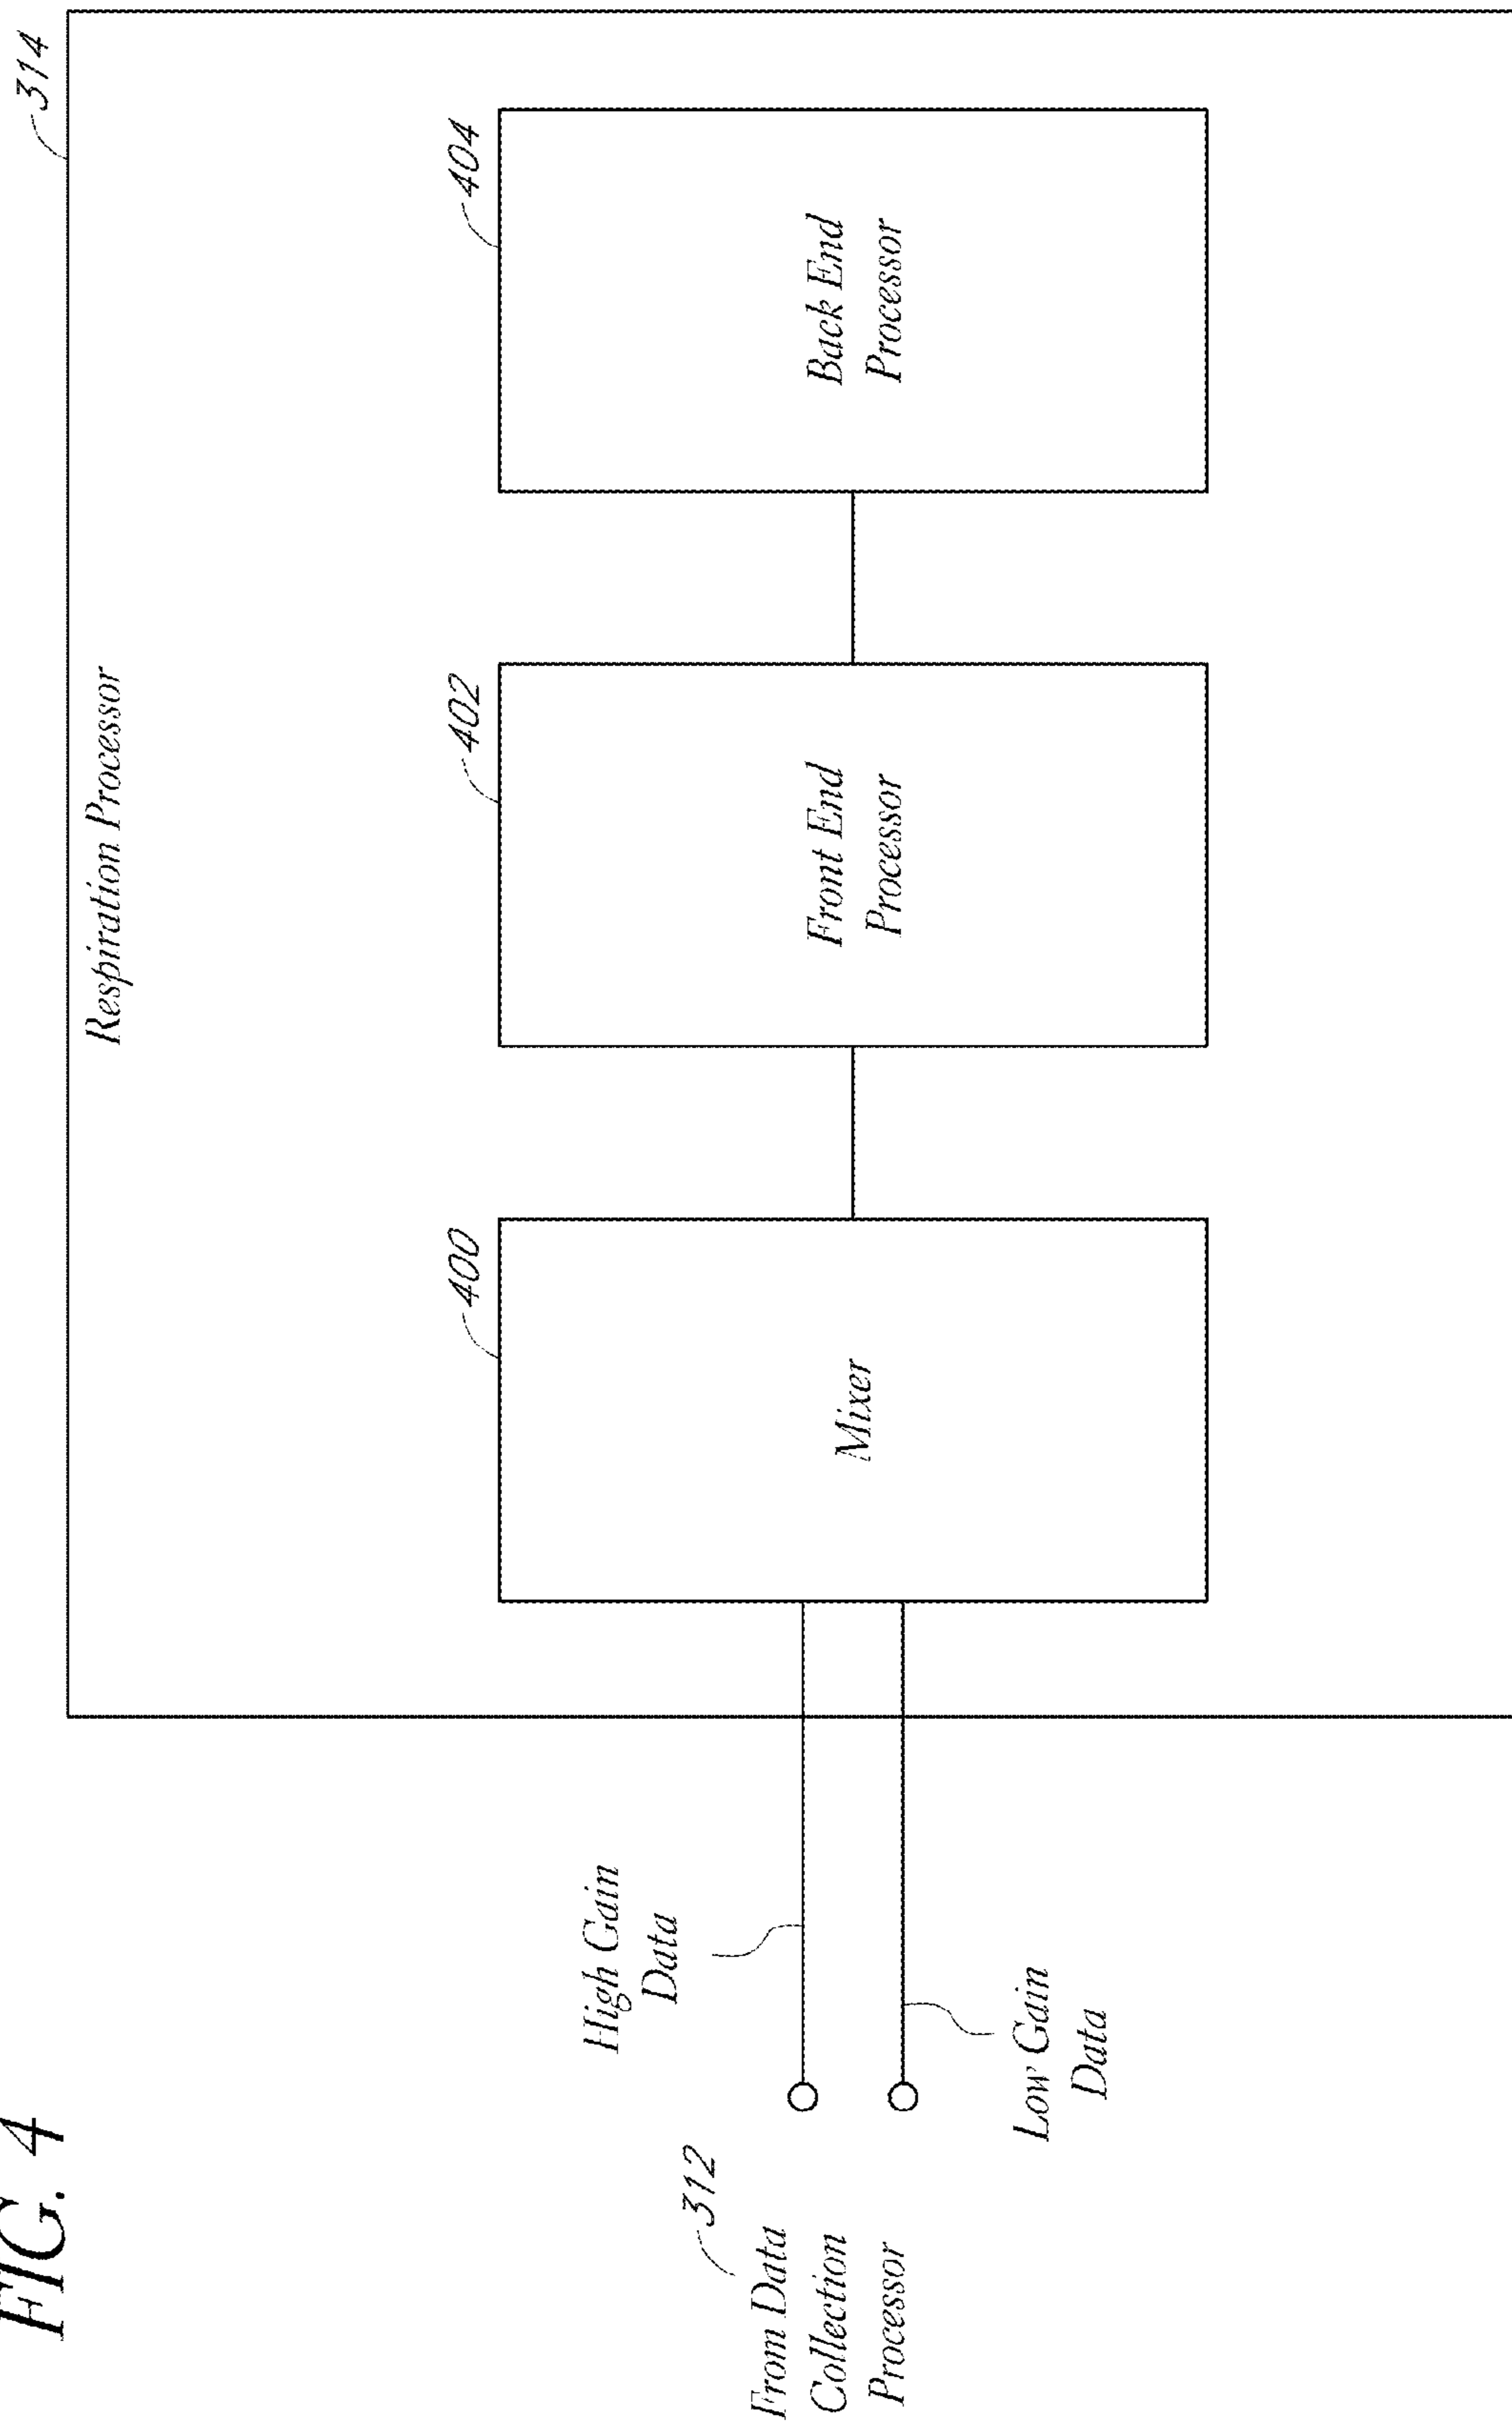 FIG. 4
314
Respiration Processor
From Data
Collection
Processor
312
High Gain
Data
Low Gain
Data
400
Mixer
402
Front End
Processor
404
Back End
Processor